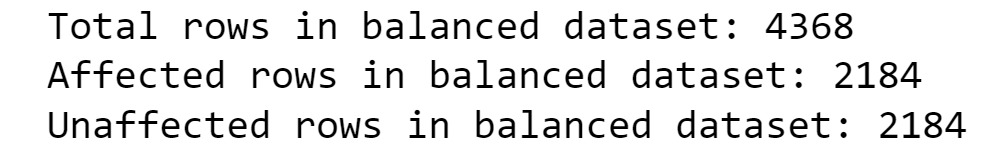 Total rows in balanced dataset: 4368
Affected rows in balanced dataset: 2184
Unaffected rows in balanced dataset: 2184